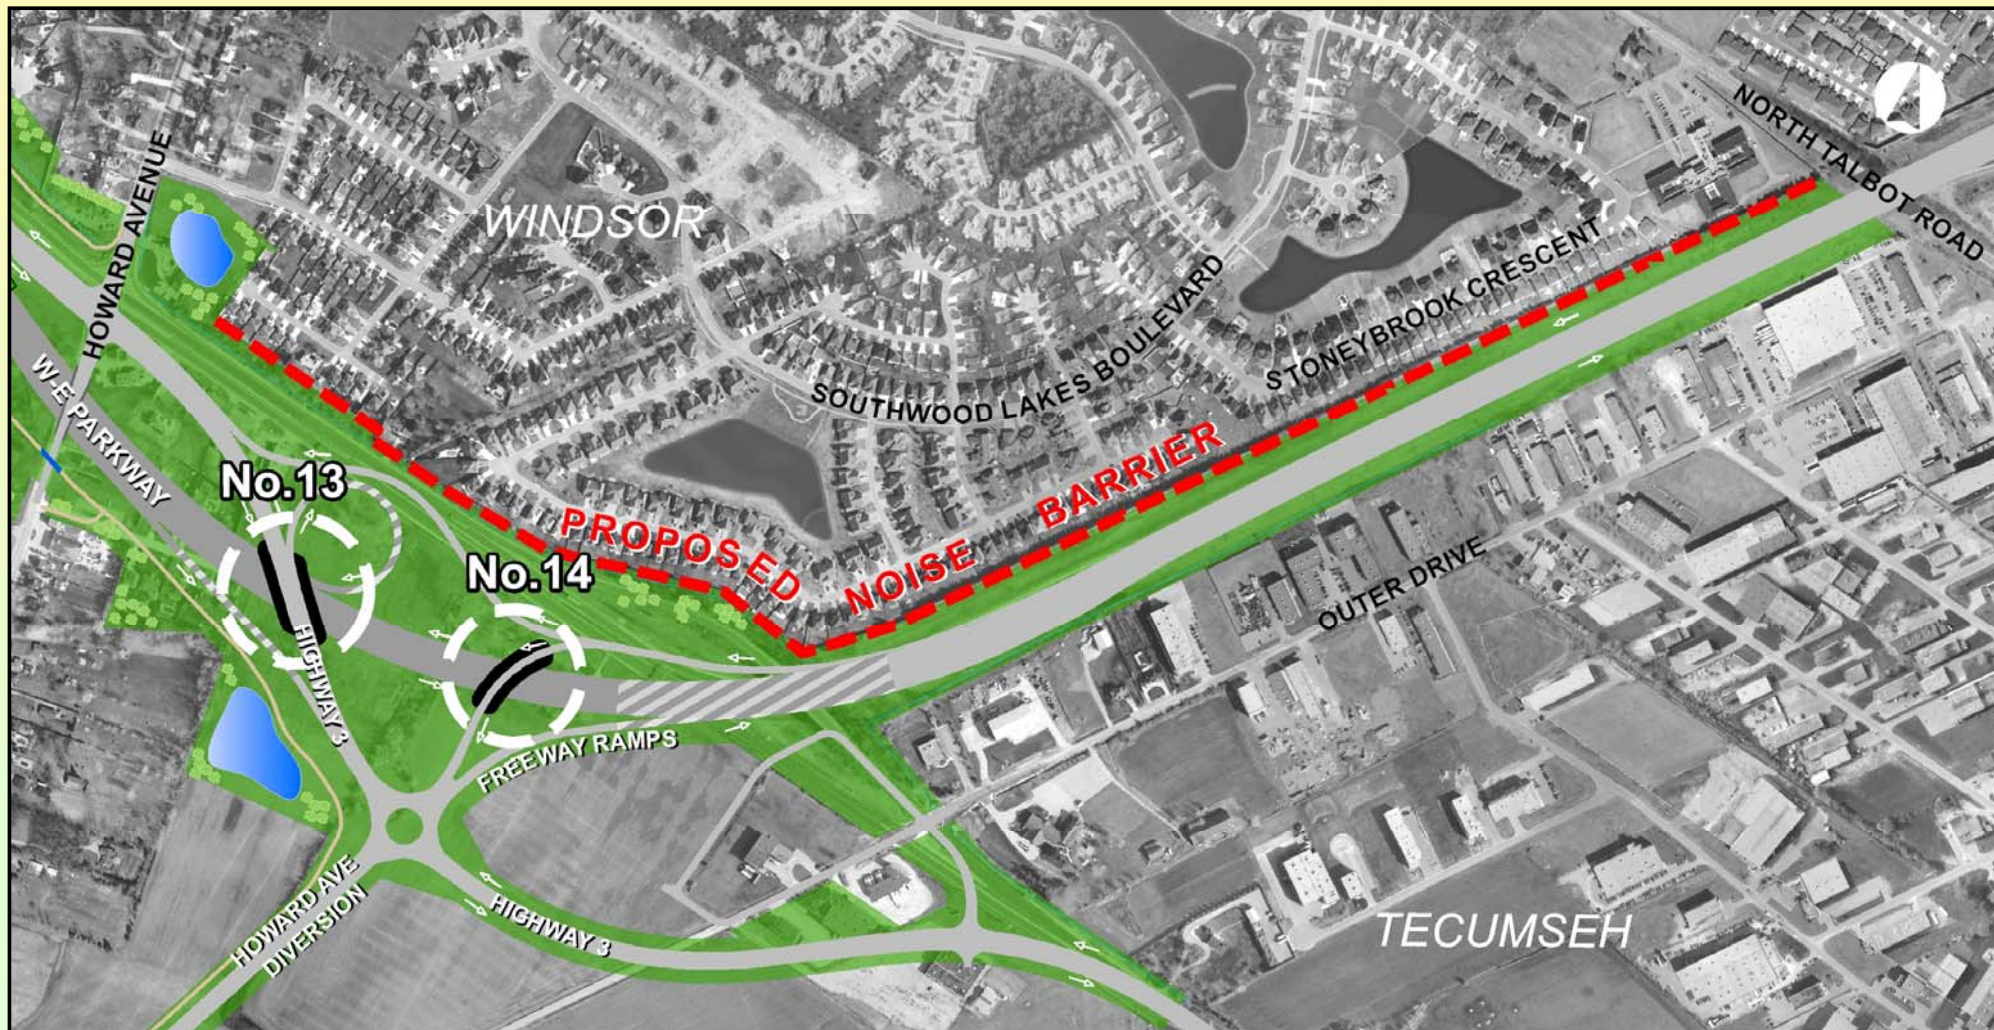 NORTH TALBOT ROAD
HOWARD AVENUE
WINDSOR
SOUTHWOOD LAKES BOULEVARD
STONEYBROOK CRESCENT
W-E PARKWAY
No.13
PROPOSED NOISE BARRIER
No.14
OUTER DRIVE
HIGHWAY 3
FREEWAY RAMPS
HOWARD AVE
DIVERSION
HIGHWAY 3
TECUMSEH